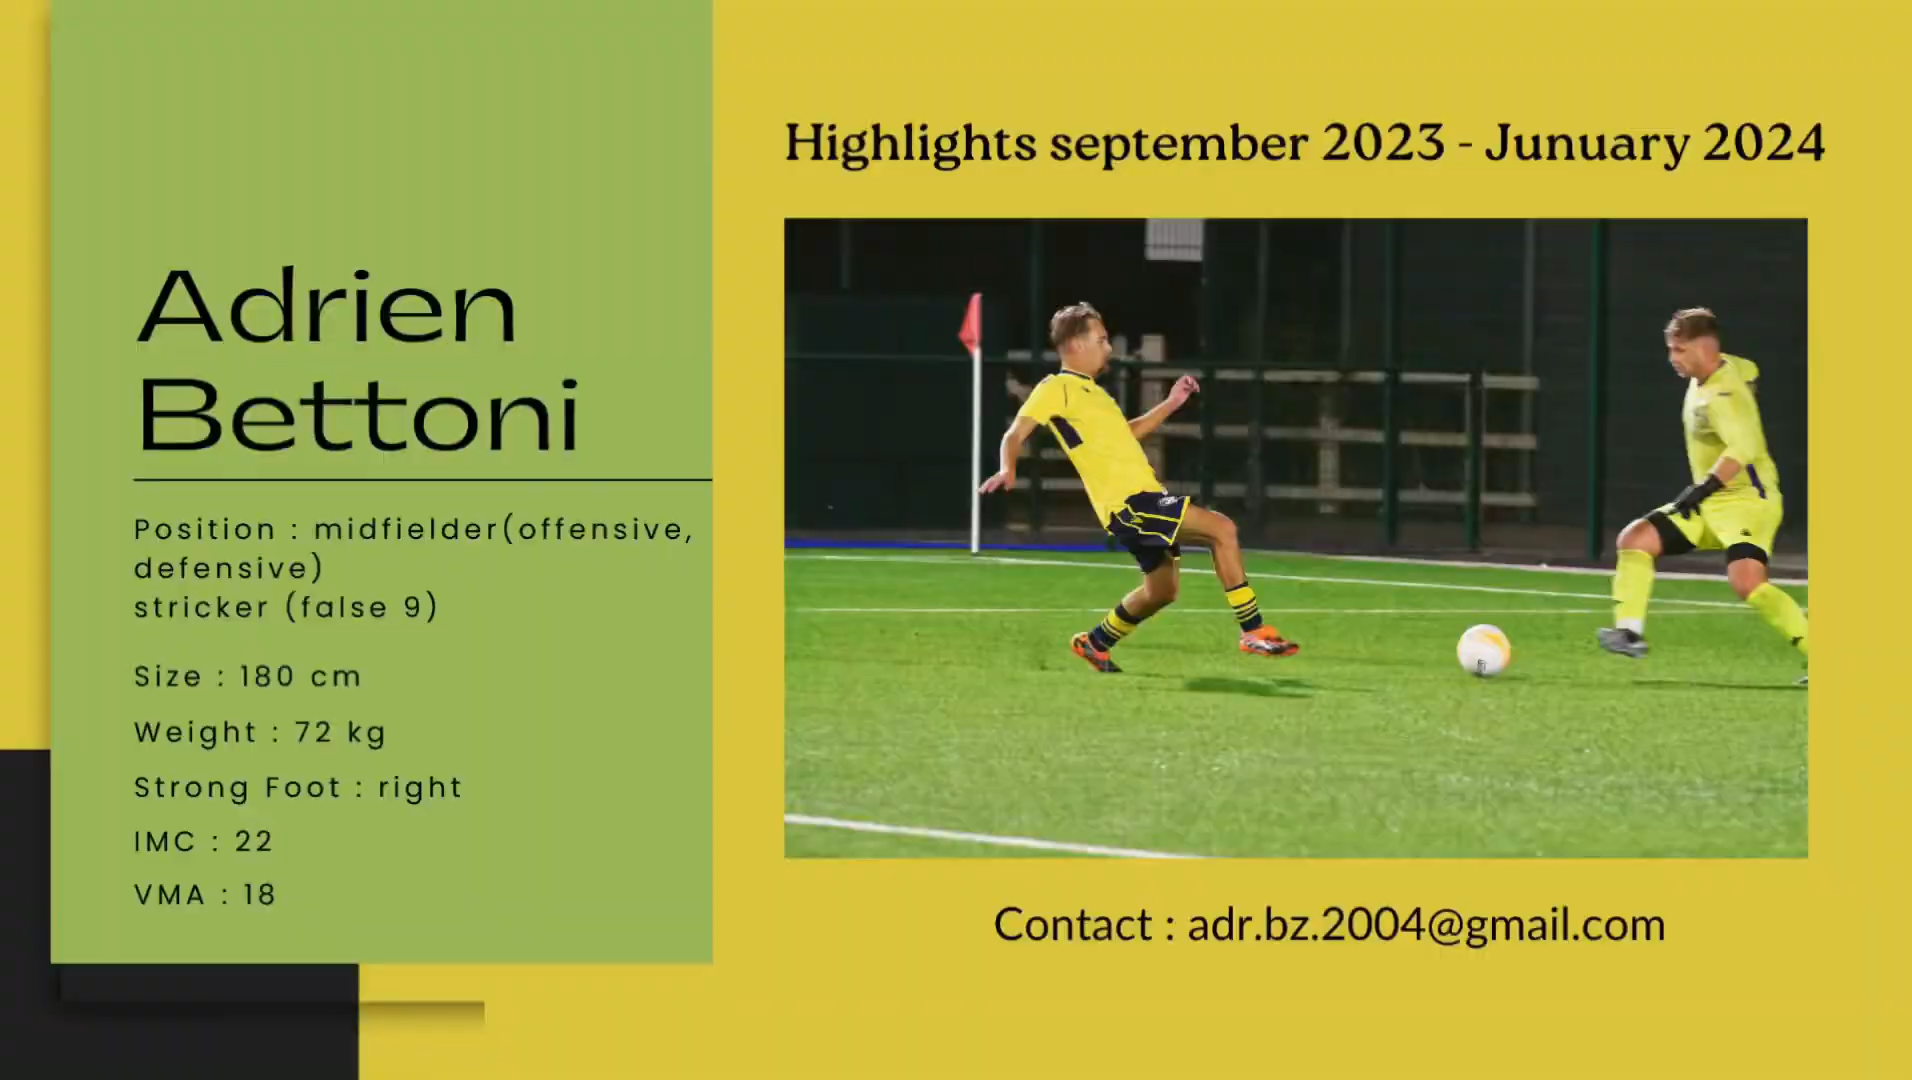 Adrien
Bettoni
Position : midfielder(offensive,
defensive)
stricker (false 9)
Size : 180 cm
Weight : 72 kg
Strong Foot : right
IMC : 22
VMA : 18
Highlights september 2023 - Junuary 2024
Contact : adr.bz.2004@gmail.com